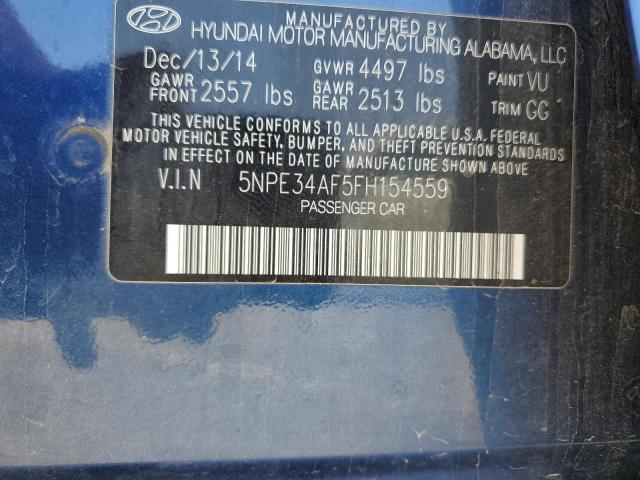 MANUFACTURED BY
HYUNDAI MOTOR MANUFACTURING ALABAMA, LLC
Dec/13/14 GVWR 4497 lbs PAINT VU
GAWR FRONT 2557 lbs GAWR REAR 2513 lbs TRIM GG
THIS VEHICLE CONFORMS TO ALL APPLICABLE U.S.A. FEDERAL
MOTOR VEHICLE SAFETY, BUMPER, AND THEFT PREVENTION STANDARDS
IN EFFECT ON THE DATE OF MANUFACTURE SHOWN ABOVE
V.I.N 5NPE34AF5FH154559
PASSENGER CAR